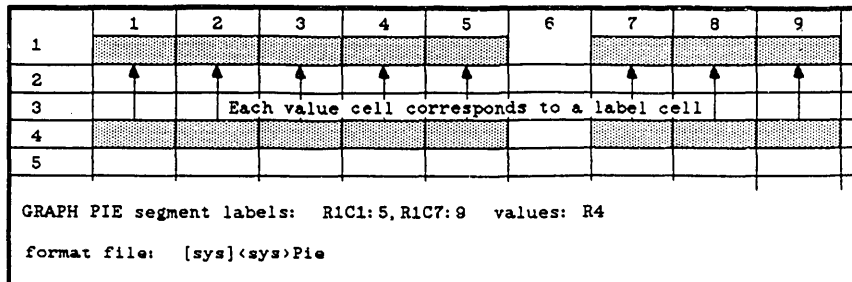 1 2 3 4 5 6 7 8 9
1
2
3 Each value cell corresponds to a label cell
4
5
GRAPH PIE segment labels: R1C1:5,R1C7:9 values: R4
format file: [sys]<sys>Pie